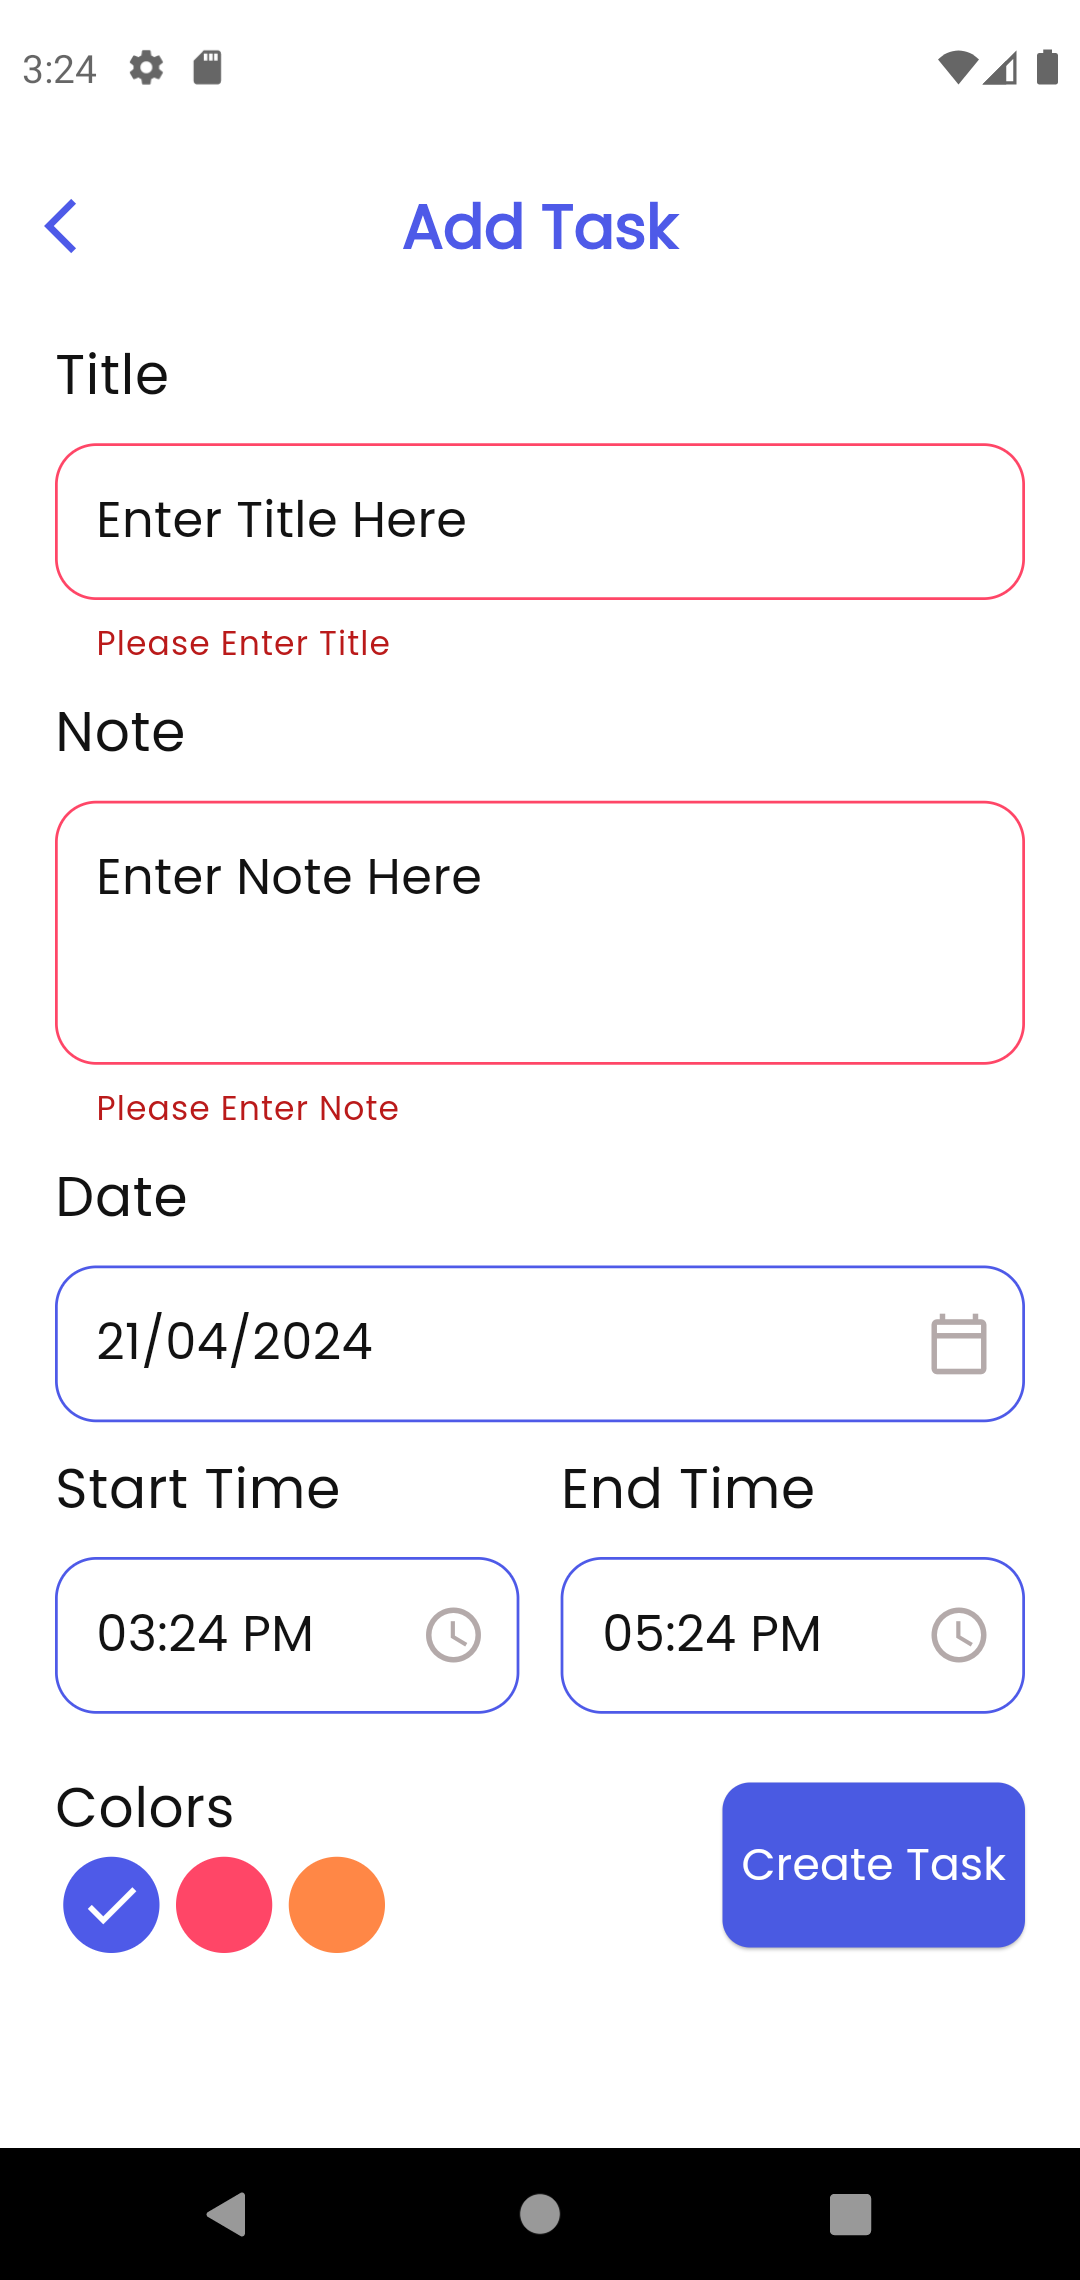 3:24
Add Task
Title
Enter Title Here
Please Enter Title
Note
Enter Note Here
Please Enter Note
Date
21/04/2024
Start Time End Time
03:24 PM 05:24 PM
Colors
Create Task